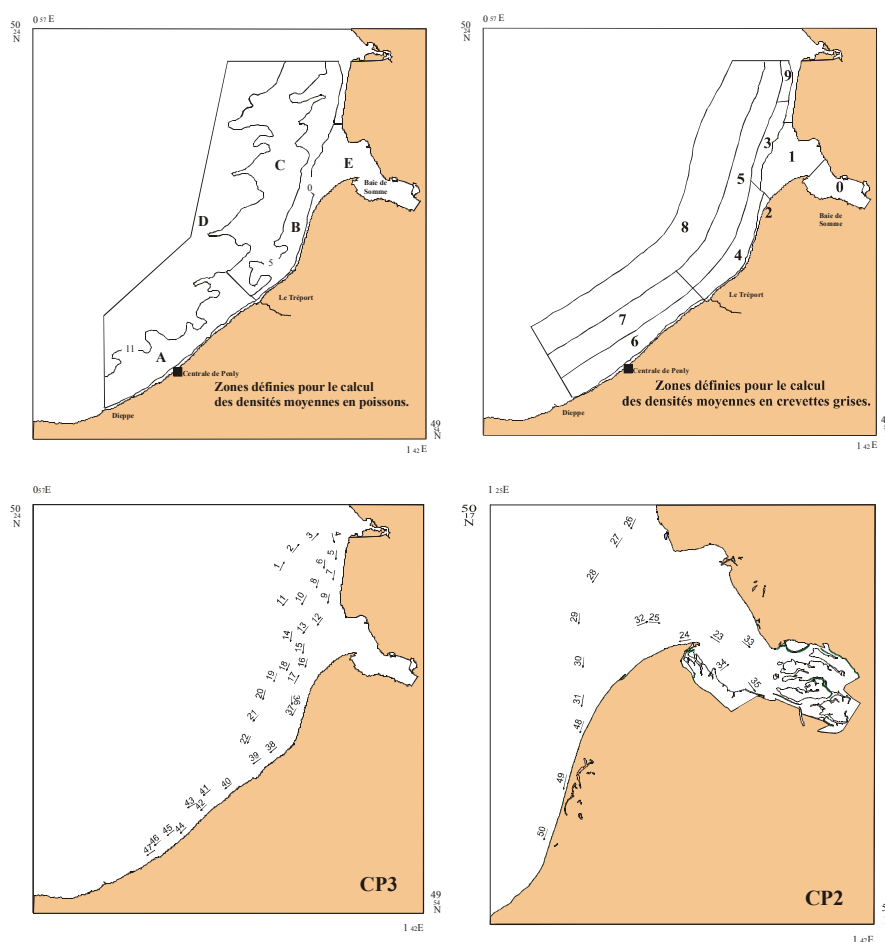 0 57 E
50
24
N
C
E
0
Baie de
Somme
D
B
5
Le Tréport
11
A
Centrale de Penly
Zones définies pour le calcul
des densités moyennes en poissons.
Dieppe
49
N
1 42 E
0 57 E
50
24
N
9
3
1
5
0
2
Baie de
Somme
8
4
Le Tréport
7
6
Centrale de Penly
Zones définies pour le calcul
des densités moyennes en crevettes grises.
Dieppe
49
1 42 E
0 57 E
50
24
N
1
2
3
4
5
6
7
8
9
10
11
12
13
14
15
16
17
18
19
20
21
22
36
37
38
39
40
41
42
43
44
45
46
47
CP3
49
54
N
1 42 E
1 25 E
50
17
N
26
27
28
29
32
25
24
23
33
30
34
35
31
48
49
50
CP2
1 42 E